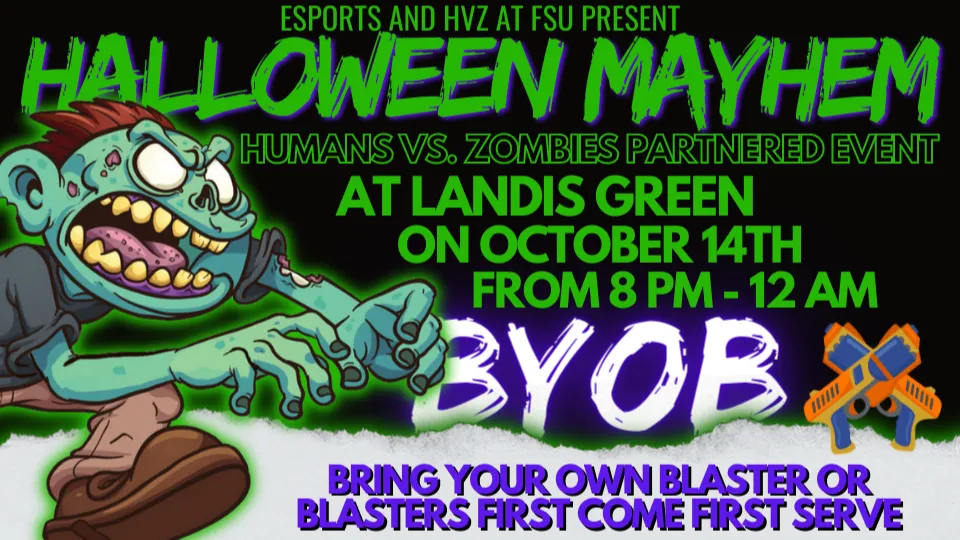 ESPORTS AND HVZ AT FSU PRESENT
HALLOWEEN MAYHEM
HUMANS VS. ZOMBIES PARTNERED EVENT
AT LANDIS GREEN
ON OCTOBER 14TH
FROM 8 PM - 12 AM
BYOB
BRING YOUR OWN BLASTER OR
BLASTERS FIRST COME FIRST SERVE